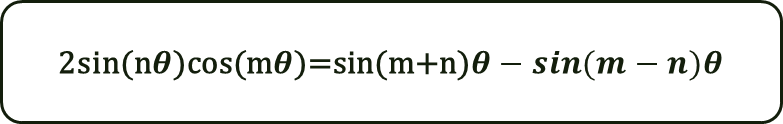 2sin(nθ)cos(mθ)=sin(m+n)θ − sin(m − n)θ